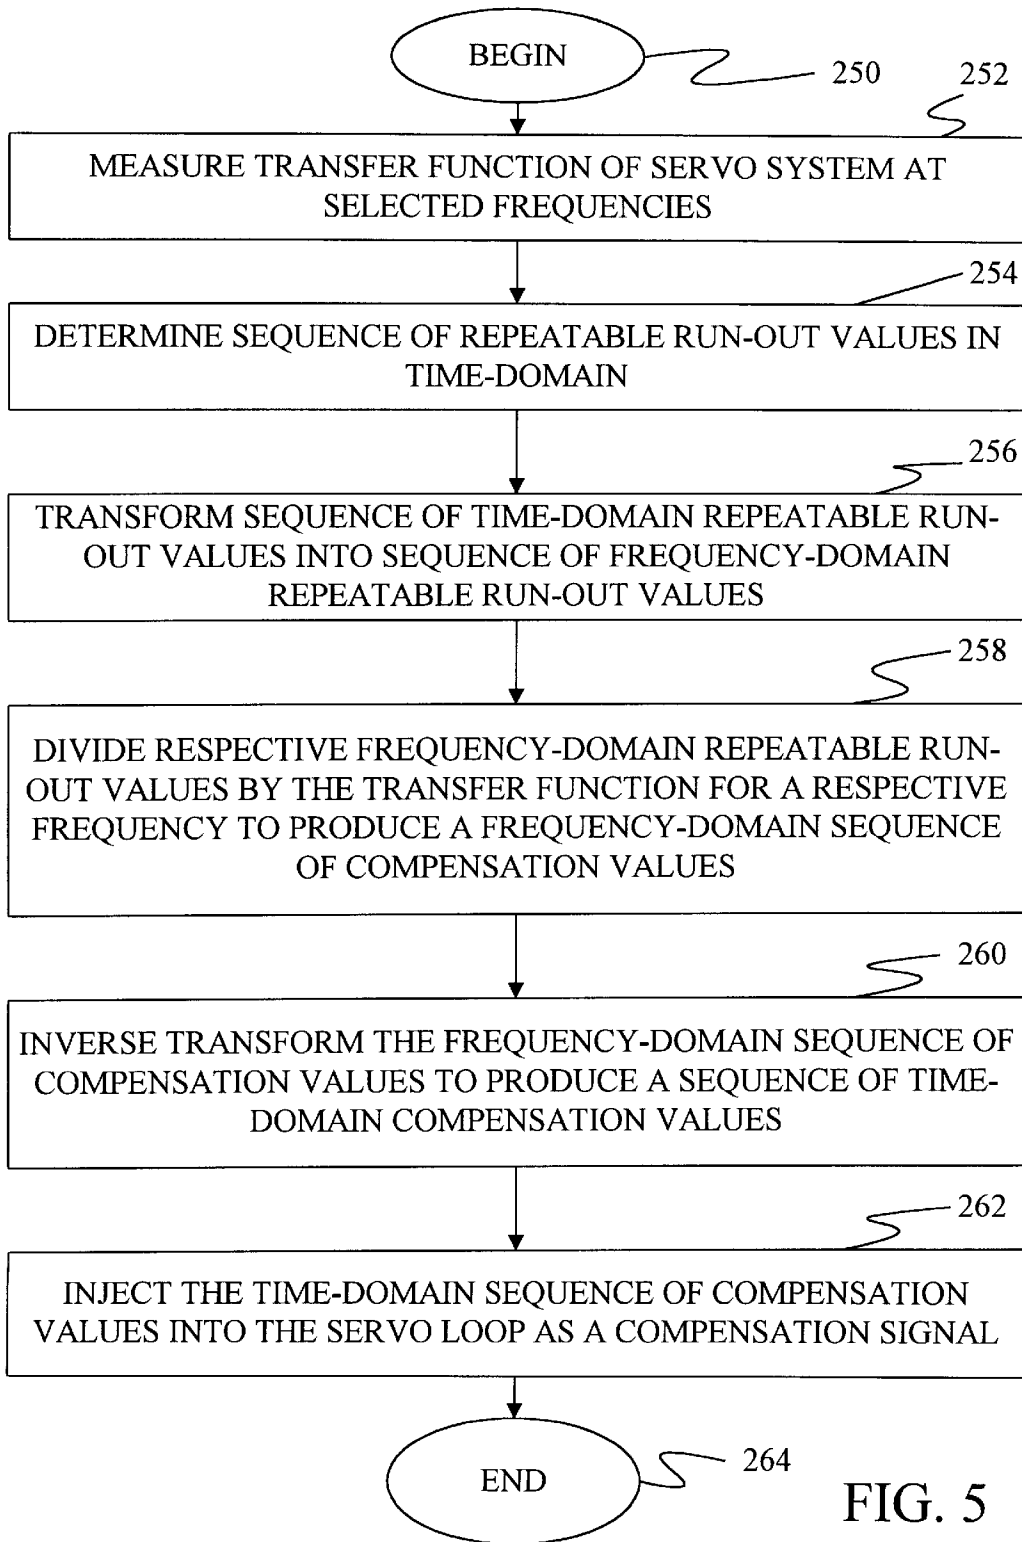 BEGIN
250
252
MEASURE TRANSFER FUNCTION OF SERVO SYSTEM AT
SELECTED FREQUENCIES
254
DETERMINE SEQUENCE OF REPEATABLE RUN-OUT VALUES IN
TIME-DOMAIN
256
TRANSFORM SEQUENCE OF TIME-DOMAIN REPEATABLE RUN-
OUT VALUES INTO SEQUENCE OF FREQUENCY-DOMAIN
REPEATABLE RUN-OUT VALUES
258
DIVIDE RESPECTIVE FREQUENCY-DOMAIN REPEATABLE RUN-
OUT VALUES BY THE TRANSFER FUNCTION FOR A RESPECTIVE
FREQUENCY TO PRODUCE A FREQUENCY-DOMAIN SEQUENCE
OF COMPENSATION VALUES
260
INVERSE TRANSFORM THE FREQUENCY-DOMAIN SEQUENCE OF
COMPENSATION VALUES TO PRODUCE A SEQUENCE OF TIME-
DOMAIN COMPENSATION VALUES
262
INJECT THE TIME-DOMAIN SEQUENCE OF COMPENSATION
VALUES INTO THE SERVO LOOP AS A COMPENSATION SIGNAL
END
264
FIG. 5